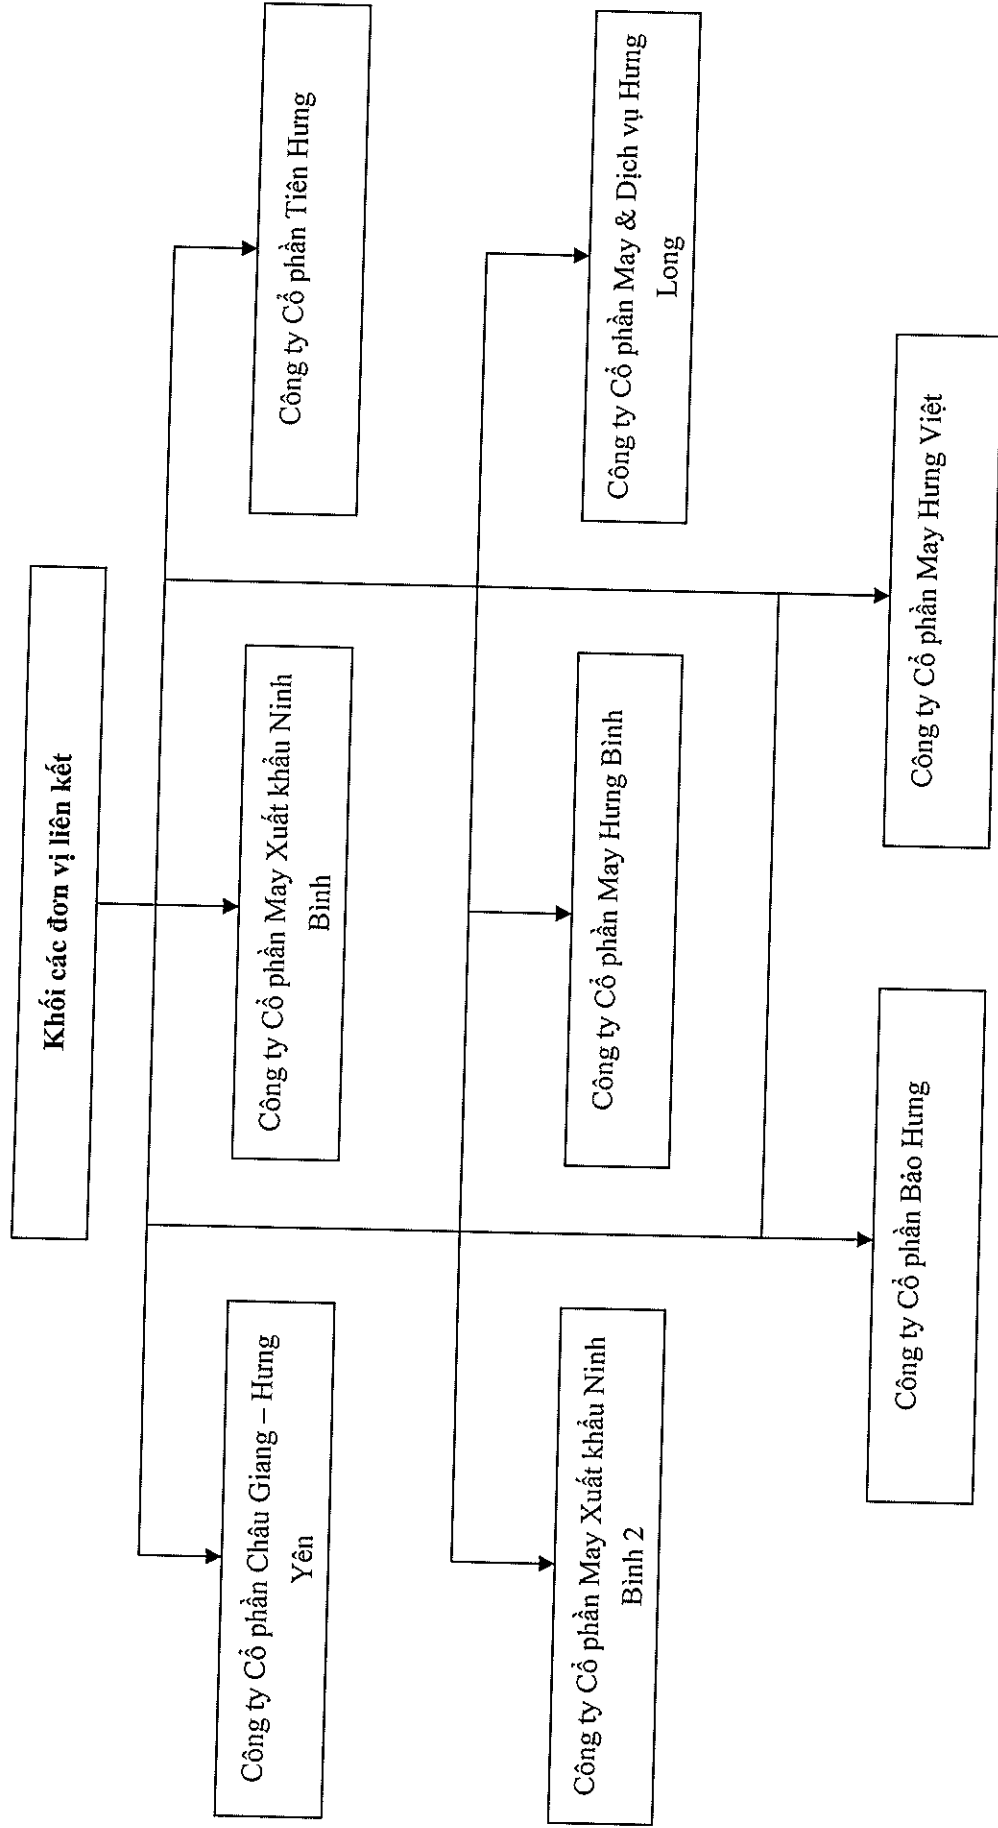 Khối các đơn vị liên kết
Công ty Cổ phần Châu Giang – Hưng
Yên
Công ty Cổ phần May Xuất khẩu Ninh
Bình
Công ty Cổ phần Tiên Hưng
Công ty Cổ phần May Xuất khẩu Ninh
Bình 2
Công ty Cổ phần May Hưng Bình
Công ty Cổ phần May & Dịch vụ Hưng
Long
Công ty Cổ phần Bảo Hưng
Công ty Cổ phần May Hưng Việt